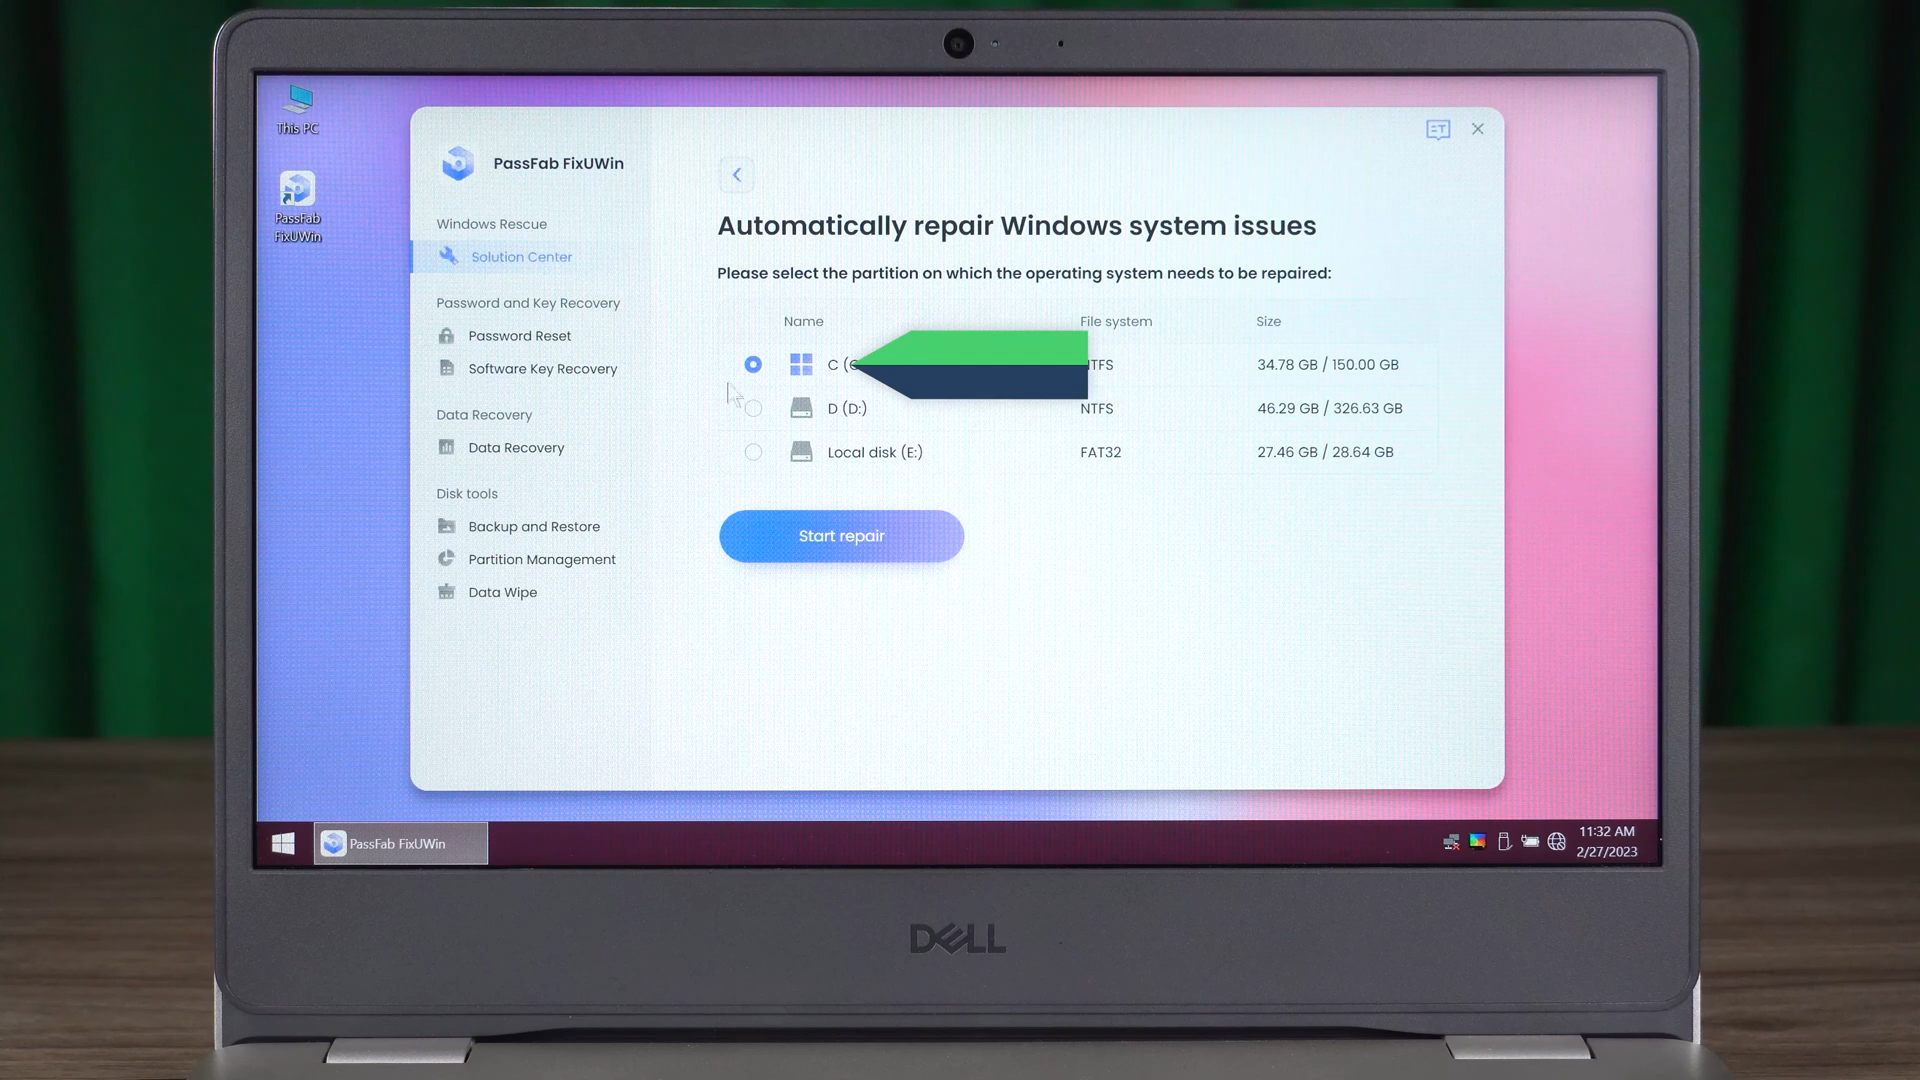 This PC
PassFab
FixUWin
PassFab FixUWin
Windows Rescue
Solution Center
Password and Key Recovery
Password Reset
Software Key Recovery
Data Recovery
Data Recovery
Disk tools
Backup and Restore
Partition Management
Data Wipe
Automatically repair Windows system issues
Please select the partition on which the operating system needs to be repaired:
Name File system Size
C 34.78 GB / 150.00 GB
D (D:) NTFS 46.29 GB / 326.63 GB
Local disk (E:) FAT32 27.46 GB / 28.64 GB
Start repair
PassFab FixUWin
11:32 AM
2/27/2023
DELL